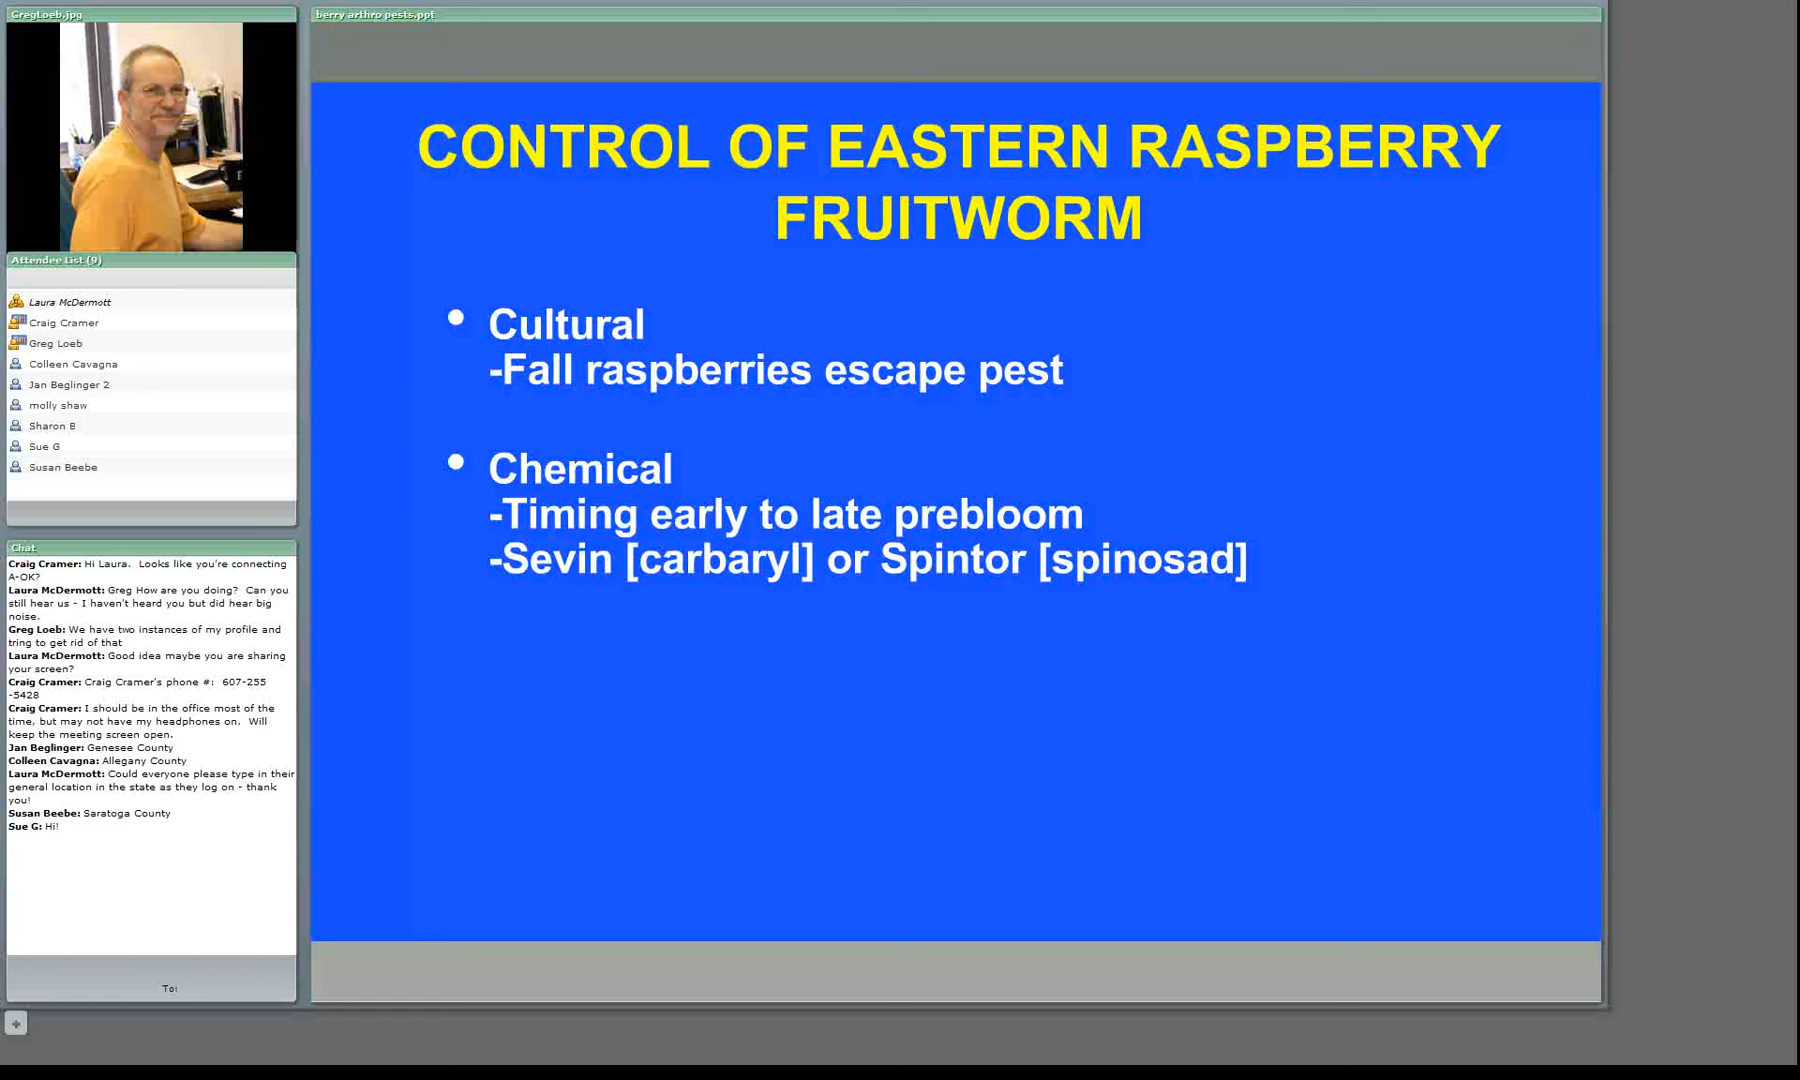 GregLoeb.jpg
berry arthro pests.ppt
CONTROL OF EASTERN RASPBERRY
FRUITWORM
• Cultural
-Fall raspberries escape pest
• Chemical
-Timing early to late prebloom
-Sevin [carbaryl] or Spintor [spinosad]
Attendee List (9)
Laura McDermott
Craig Cramer
Greg Loeb
Colleen Cavagna
Jan Beglinger 2
molly shaw
Sharon B
Sue G
Susan Beebe
Chat
Craig Cramer: Hi Laura. Looks like you're connecting
A-OK?
Laura McDermott: Greg How are you doing? Can you
still hear us - I haven't heard you but did hear big
noise.
Greg Loeb: We have two instances of my profile and
tring to get rid of that
Laura McDermott: Good idea maybe you are sharing
your screen?
Craig Cramer: Craig Cramer's phone #: 607-255
-5428
Craig Cramer: I should be in the office most of the
time, but may not have my headphones on. Will
keep the meeting screen open.
Jan Beglinger: Genesee County
Colleen Cavagna: Allegany County
Laura McDermott: Could everyone please type in their
general location in the state as they log on - thank
you!
Susan Beebe: Saratoga County
Sue G: Hi!
To: